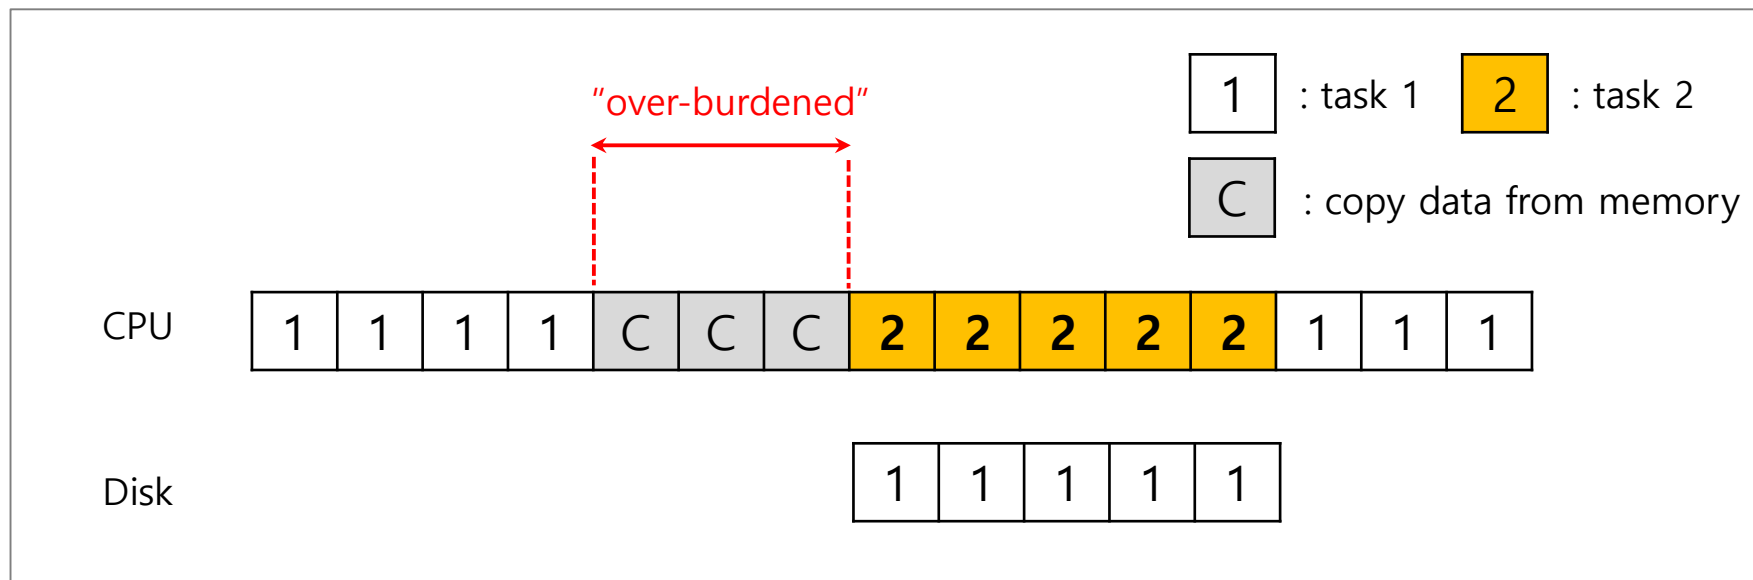 "over-burdened"
1 : task 1 2 : task 2
C : copy data from memory
CPU 1 1 1 1 C C C 2 2 2 2 2 1 1 1
Disk 1 1 1 1 1